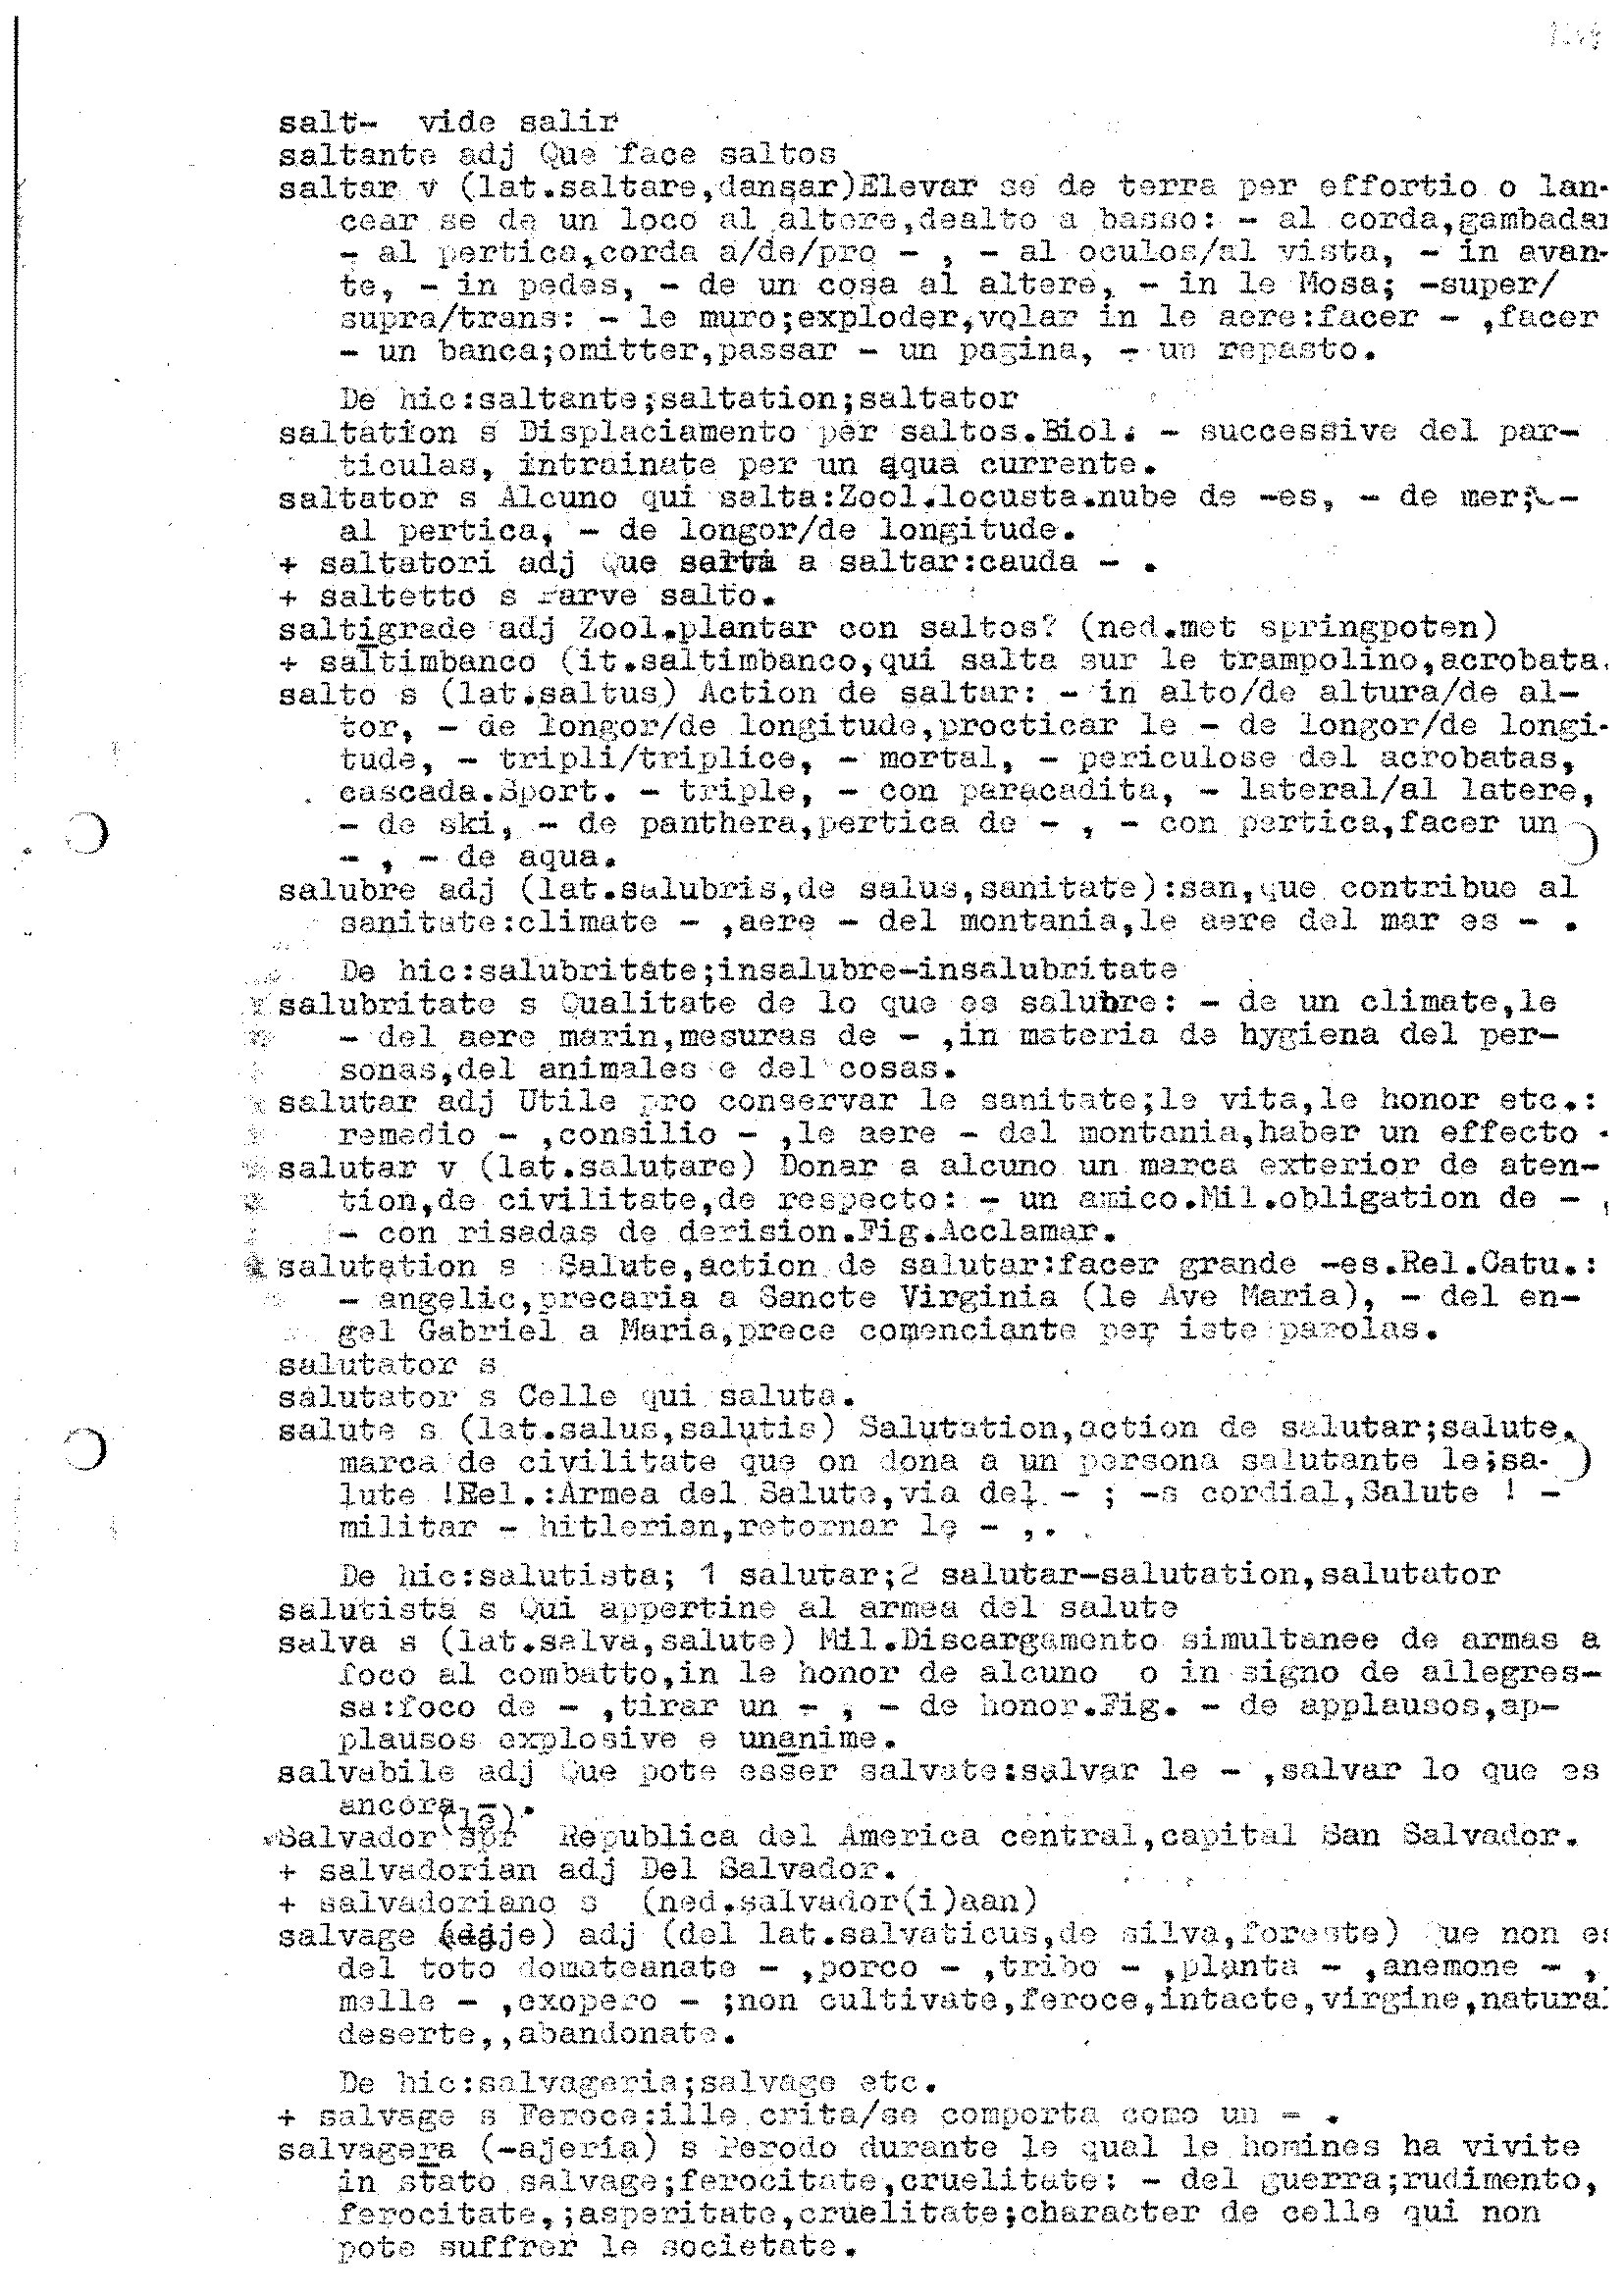 salt-  vide salir
saltante adj Que face saltos
saltar v (lat.saltare,dansar)Elevar se de terra per effortio o lan-
cear se de un loco al altere,dealto a basso: - al corda,gambadar
- al pertica,corda a/de/pro - , - al oculos/al vista, - in avan-
te, - in pedes, - de un cosa al altere, - in le Mosa; -super/
supra/trans: - le muro;exploder,volar in le aere:facer - ,facer
- un banca;omitter,passar - un pagina, - un repasto.
De hic:saltante;saltation;saltator
saltation s Displaciamento per saltos.Biol. - successive del par-
ticulas, intrainate per un aqua currente.
saltator s Alcuno qui salta:Zool.locusta.nube de -es, - de mer; -
al pertica, - de longor/de longitude.
+ saltatori adj Que a saltar:cauda - .
+ saltetto s Parve salto.
saltigrade adj Zool.plantar con saltos? (ned.met springpoten)
+ saltimbanco (it.saltimbanco,qui salta sur le trampolino,acrobata.
salto s (lat.saltus) Action de saltar: - in alto/de altura/de al-
tor, - de longor/de longitude,procticar le - de longor/de longi-
tude, - tripli/triplice, - mortal, - periculose del acrobatas,
cascada.Sport. - triple, - con paracadita, - lateral/al latere,
- de ski, - de panthera,pertica de - , - con pertica,facer un
- , - de aqua.
salubre adj (lat.salubris,de salus,sanitate):san,que contribue al
sanitate:climate - ,aere - del montania,le aere del mar es - .
De hic:salubritate;insalubre-insalubritate
salubritate s Qualitate de lo que es salubre: - de un climate,le
- del aere marin,mesuras de - ,in materia de hygiena del per-
sonas,del animales e del cosas.
salutar adj Utile pro conservar le sanitate;le vita,le honor etc.:
remedio - ,consilio - ,le aere - del montania,haber un effecto -
salutar v (lat.salutare) Donar a alcuno un marca exterior de aten-
tion,de civilitate,de respecto: - un amico.Mil.obligation de - ,
- con risadas de derision.Fig.Acclamar.
salutation s  Salute,action de salutar:facer grande -es.Rel.Catu.:
- angelic,precaria a Sancte Virginia (le Ave Maria), - del en-
gel Gabriel a Maria,prece comenciante per iste parolas.
salutator s
salutator s Celle qui saluta.
salute s (lat.salus,salutis) Salutation,action de salutar;salute,
marca de civilitate que on dona a un persona salutante le;sa-
lute !Rel.:Armea del Salute,via del - ; -s cordial,Salute ! -
militar - hitlerian,retornar le - ,.
De hic:salutista; 1 salutar;2 salutar-salutation,salutator
salutista s Qui appertine al armea del salute
salva s (lat.salva,salute) Mil.Discargamento simultanee de armas a
foco al combatto,in le honor de alcuno  o in signo de allegres-
sa:foco de - ,tirar un - , - de honor.Fig. - de applausos,ap-
plausos explosive e unanime.
salvabile adj Que pote esser salvate:salvar le - ,salvar lo que es
ancora - .
Salvador (le) spr  Republica del America central,capital San Salvador.
+ salvadorian adj Del Salvador.
+ salvadoriano s  (ned.salvador(i)aan)
salvage (daje) adj (del lat.salvaticus,de silva,foreste) Que non es
del toto domateanate - ,porco - ,tribo - ,planta - ,anemone - ,
melle - ,exopero - ;non cultivate,feroce,intacte,virgine,natural
deserte,,abandonate.
De hic:salvageria;salvage etc.
+ salvage s Feroce:ille crita/se comporta como un - .
salvagera (-ajeria) s Perodo durante le qual le homines ha vivite
in stato salvage;ferocitate,cruelitate: - del guerra;rudimento,
ferocitate,;asperitate,cruelitate;character de celle qui non
pote suffrer le societate.